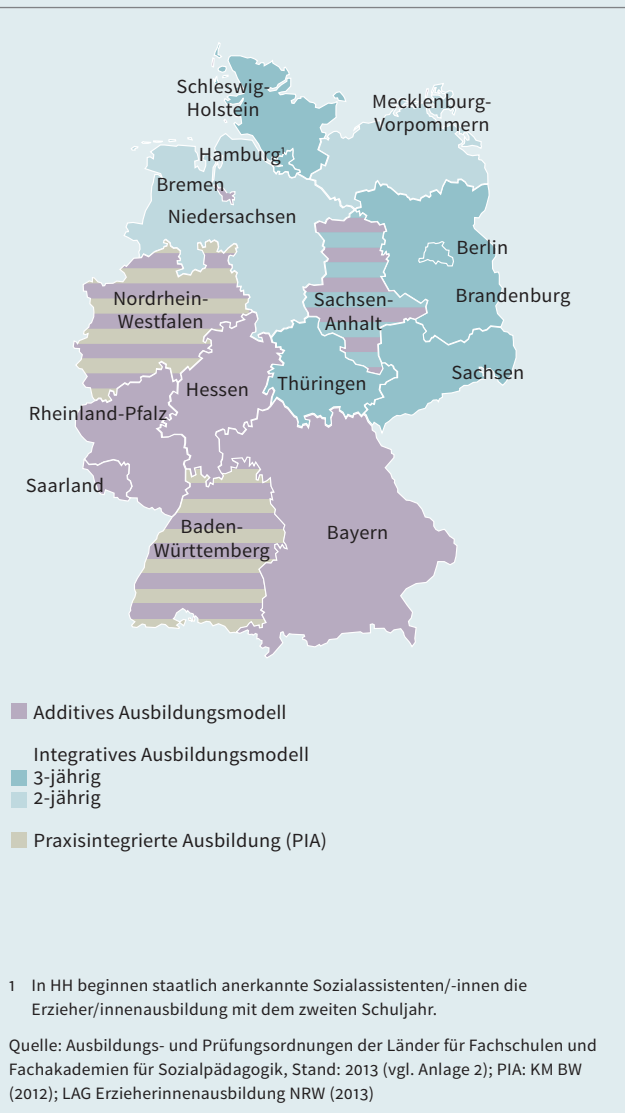 Schleswig-
Holstein
Mecklenburg-
Vorpommern
Hamburg¹
Bremen
Niedersachsen
Berlin
Brandenburg
Nordrhein-
Westfalen
Sachsen-
Anhalt
Sachsen
Thüringen
Hessen
Rheinland-Pfalz
Saarland
Baden-
Württemberg
Bayern
Additives Ausbildungsmodell
Integratives Ausbildungsmodell
3-jährig
2-jährig
Praxisintegrierte Ausbildung (PIA)
1 In HH beginnen staatlich anerkannte Sozialassistenten/-innen die
Erzieher/innenausbildung mit dem zweiten Schuljahr.
Quelle: Ausbildungs- und Prüfungsordnungen der Länder für Fachschulen und
Fachakademien für Sozialpädagogik, Stand: 2013 (vgl. Anlage 2); PIA: KM BW
(2012); LAG Erzieherinnenausbildung NRW (2013)